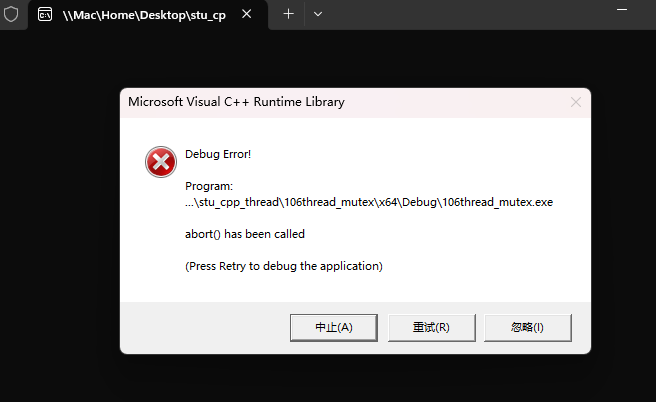 \\Mac\Home\Desktop\stu_cp
Microsoft Visual C++ Runtime Library
Debug Error!
Program:
...\stu_cpp_thread\106thread_mutex\x64\Debug\106thread_mutex.exe
abort() has been called
(Press Retry to debug the application)
中止(A) 重试(R) 忽略(I)